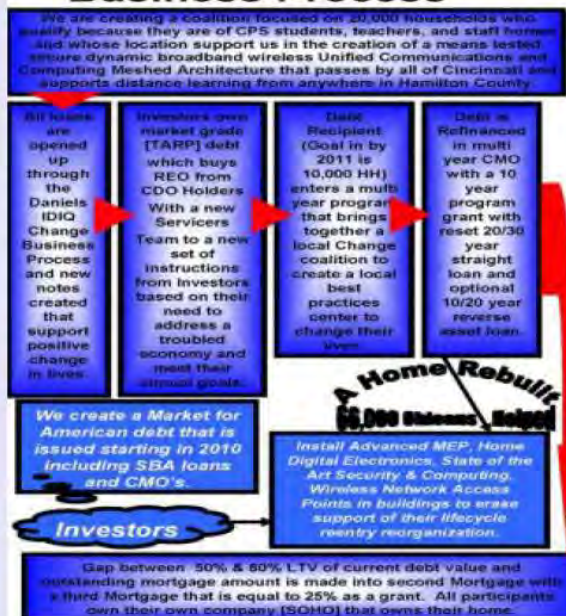 Business Process
We are creating a coalition focused on 20,000 households who
qualify because they are of CPS students, teachers, and staff homes
and whose location support us in the creation of a means tested
secure dynamic broadband wireless Unified Communications and
Computing Meshed Architecture that passes by all of Cincinnati and
supports distance learning from anywhere in Hamilton County.
All loans
are
opened
up
through
the
Daniels
IDIQ
Change
Business
Process
and new
notes
created
that
support
positive
change
in lives.
Investors own
market grade
[TARP] debt
which buys
REO from
CDO Holders
With a new
Servicers
Team to a new
set of
instructions
from Investors
based on their
need to
address a
troubled
economy and
meet their
annual goals.
Debt
Recipient
(Goal in by
2011 is
10,000 HH)
enters a multi
year program
that brings
together a
local Change
coalition to
create a local
best
practices
center to
change their
lives.
Debt is
Refinanced
in multi
year CMO
with a 10
year
program
grant with
reset 20/30
year
straight
loan and
optional
10/20 year
reverse
asset loan.
A Home Rebuilt
Helped
We create a Market for
American debt that is
issued starting in 2010
including SBA loans
and CMO's.
Install Advanced MEP, Home
Digital Electronics, State of the
Art Security & Computing,
Wireless Network Access
Points in buildings to erase
support of their lifecycle
reentry reorganization.
Investors
Gap between 50% & 80% LTV of current debt value and
outstanding mortgage amount is made into second Mortgage with
a third Mortgage that is equal to 25% as a grant. All participants
own their own company [SOHO] that owns their home.